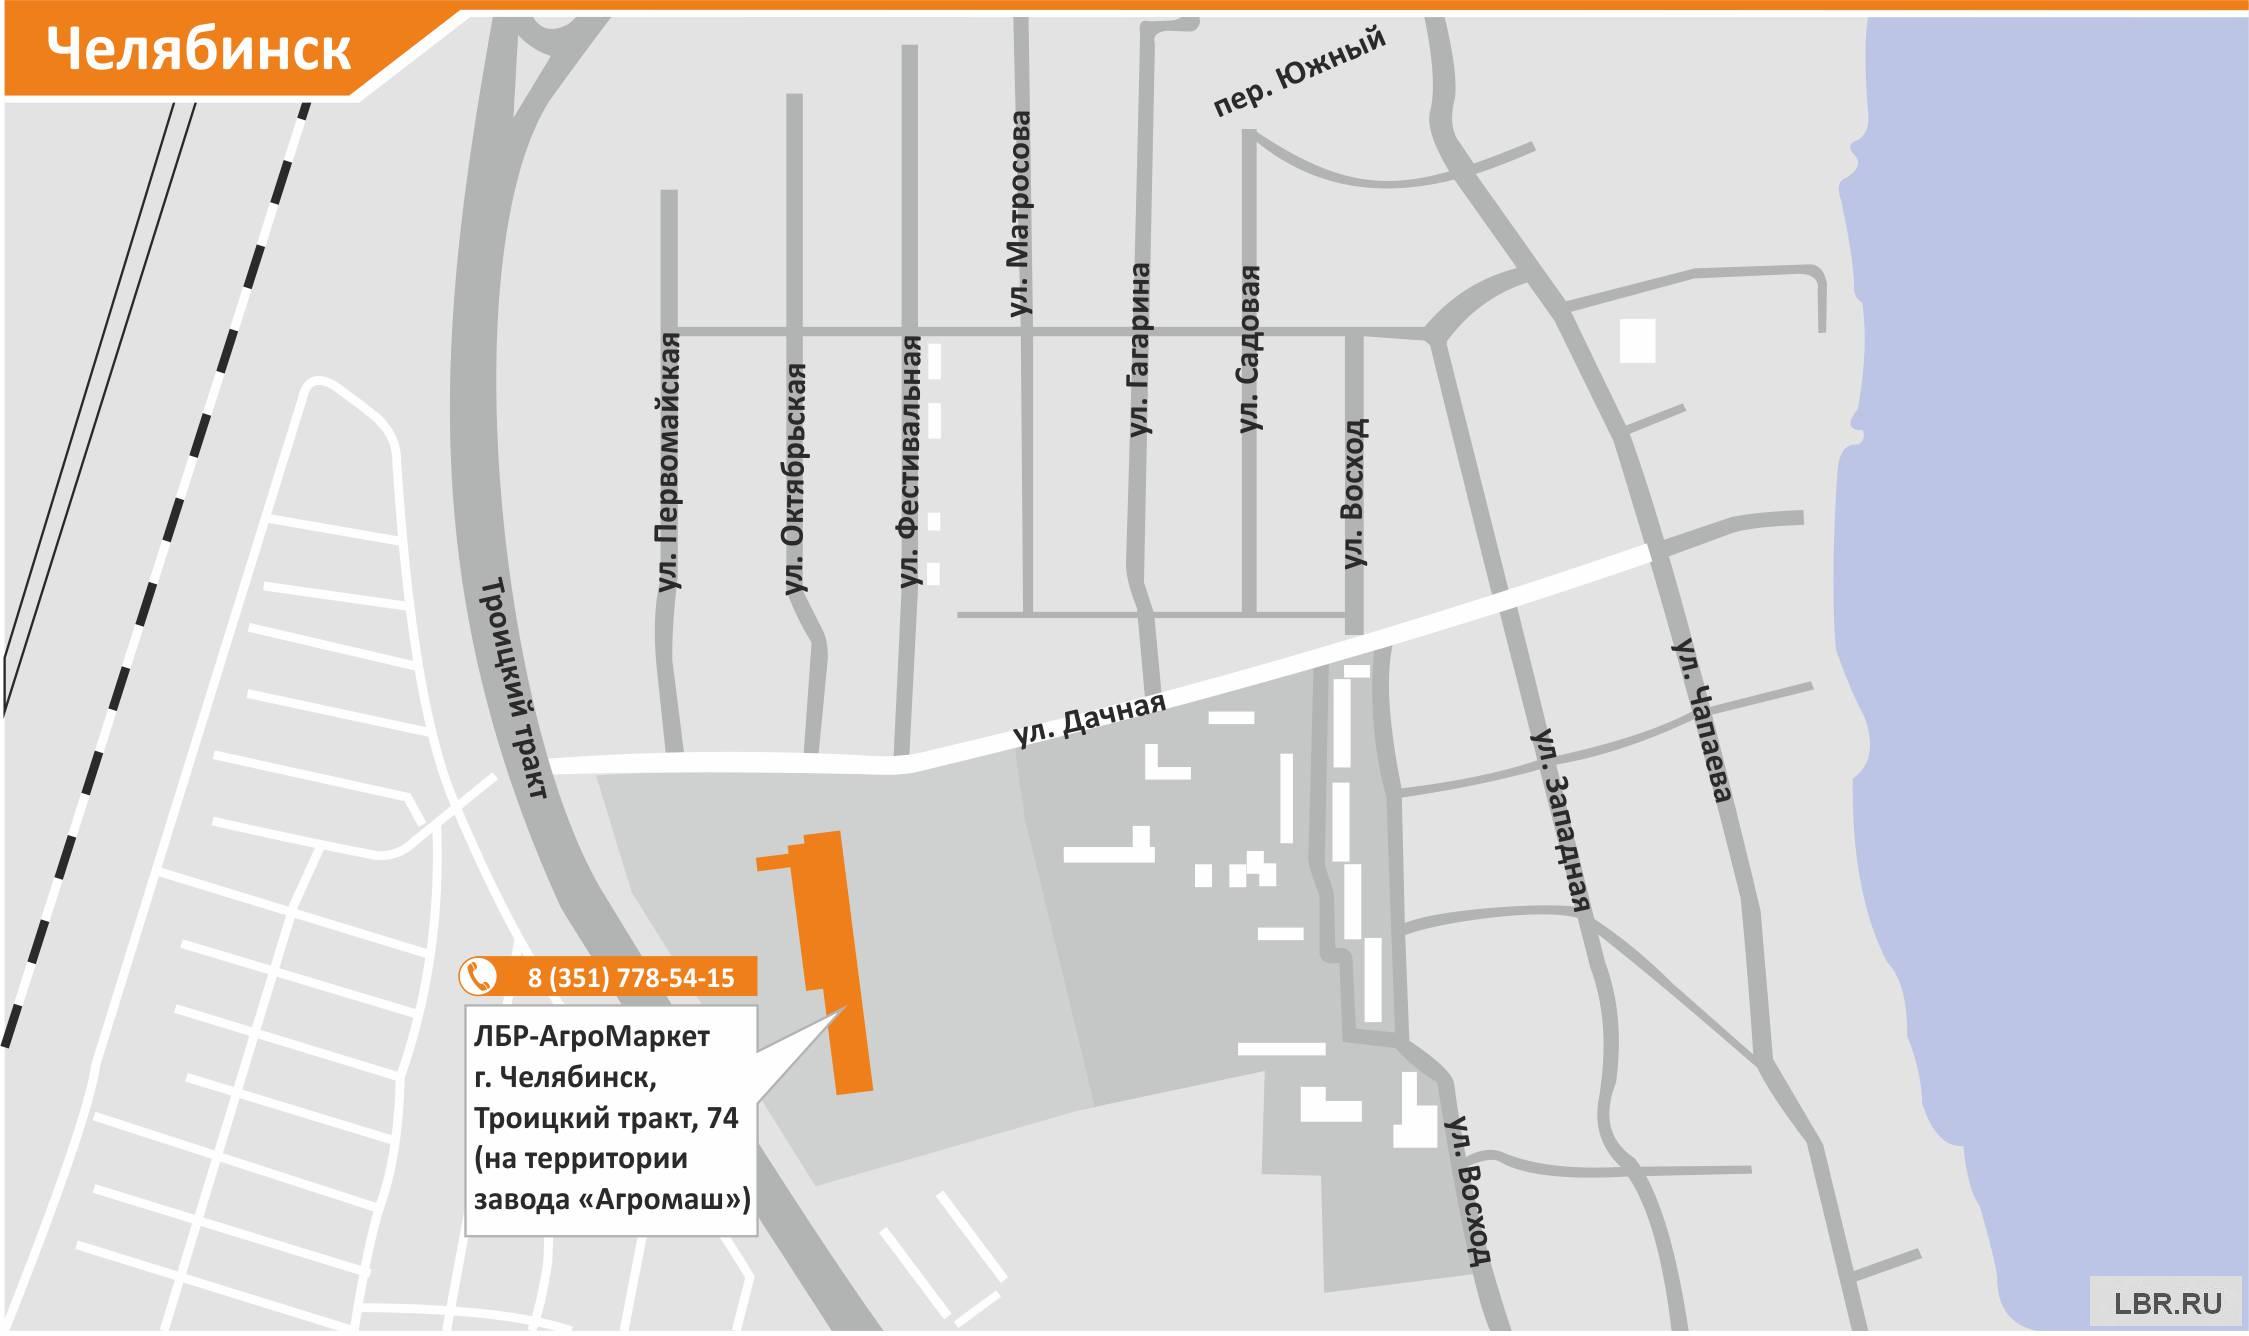 Челябинск
пер. Южный
ул. Матросова
ул. Гагарина
ул. Садовая
ул. Первомайская
ул. Октябрьская
ул. Фестивальная
ул. Восход
Троицкий тракт
ул. Дачная
ул. Чапаева
ул. Западная
8 (351) 778-54-15
ЛБР-АгроМаркет
г. Челябинск,
Троицкий тракт, 74
(на территории
завода «Агромаш»)
ул. Восход
LBR.RU